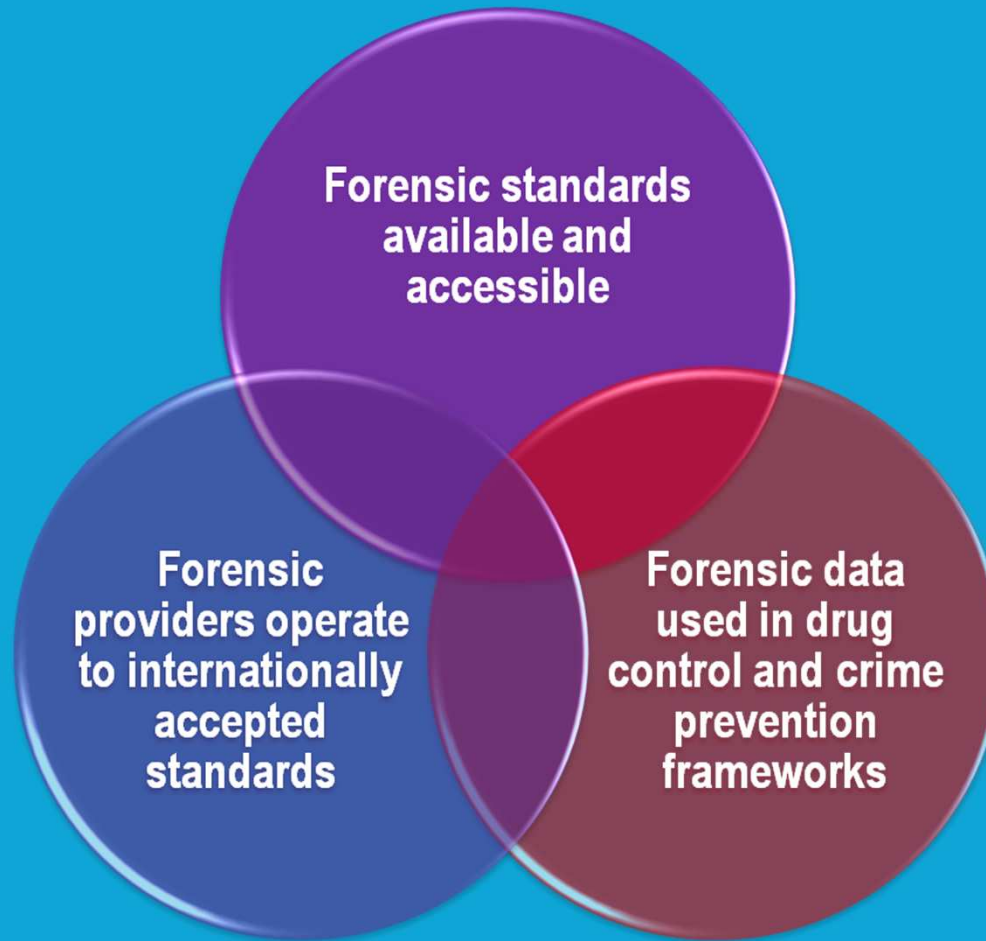 Forensic standards
available and
accessible
Forensic
providers operate
to internationally
accepted
standards
Forensic data
used in drug
control and crime
prevention
frameworks